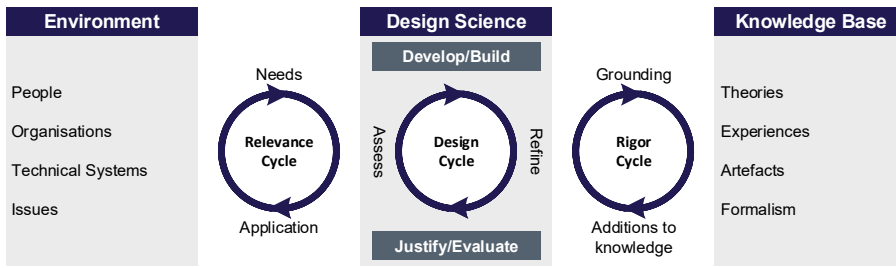 Environment
People
Organisations
Technical Systems
Issues
Needs
Relevance
Cycle
Application
Design Science
Develop/Build
Assess
Design
Cycle
Refine
Justify/Evaluate
Grounding
Rigor
Cycle
Additions to
knowledge
Knowledge Base
Theories
Experiences
Artefacts
Formalism